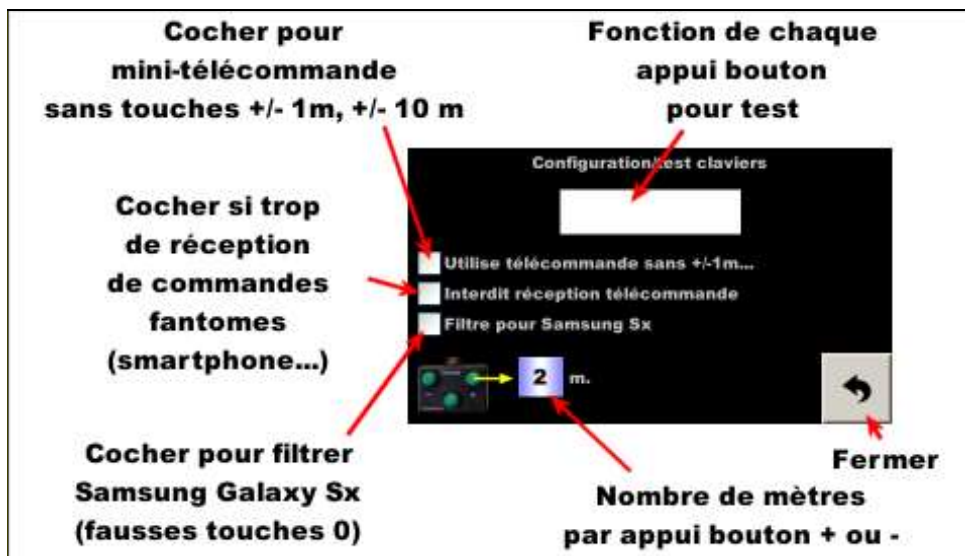 Cocher pour
mini-télécommande
sans touches +/- 1m, +/- 10 m
Fonction de chaque
appui bouton
pour test
Configuration/test claviers
Cocher si trop
de réception
de commandes
fantomes
(smartphone...)
Utilise télécommande sans +/-1m...
Interdit réception télécommande
Filtre pour Samsung Sx
2 m.
Cocher pour filtrer
Samsung Galaxy Sx
(fausses touches 0)
Fermer
Nombre de mètres
par appui bouton + ou -